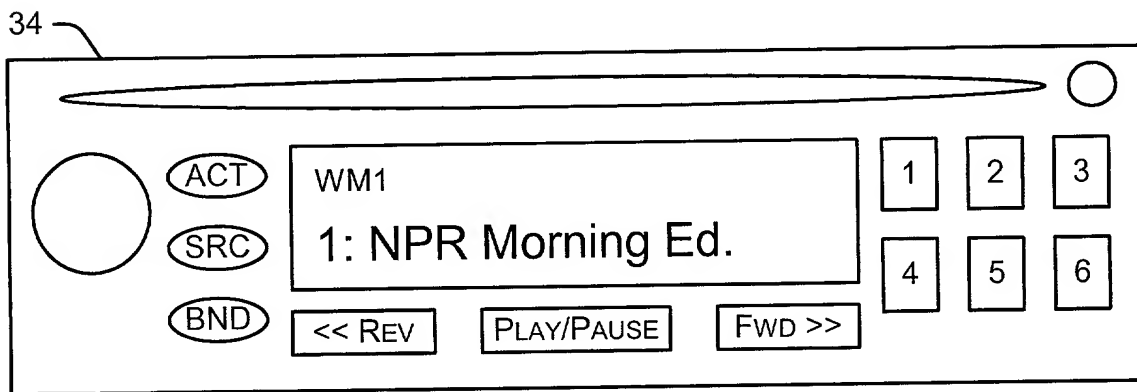 34
ACT
WM1
1
2
3
SRC
1: NPR Morning Ed.
4
5
6
BND
<< REV
PLAY/PAUSE
FWD >>